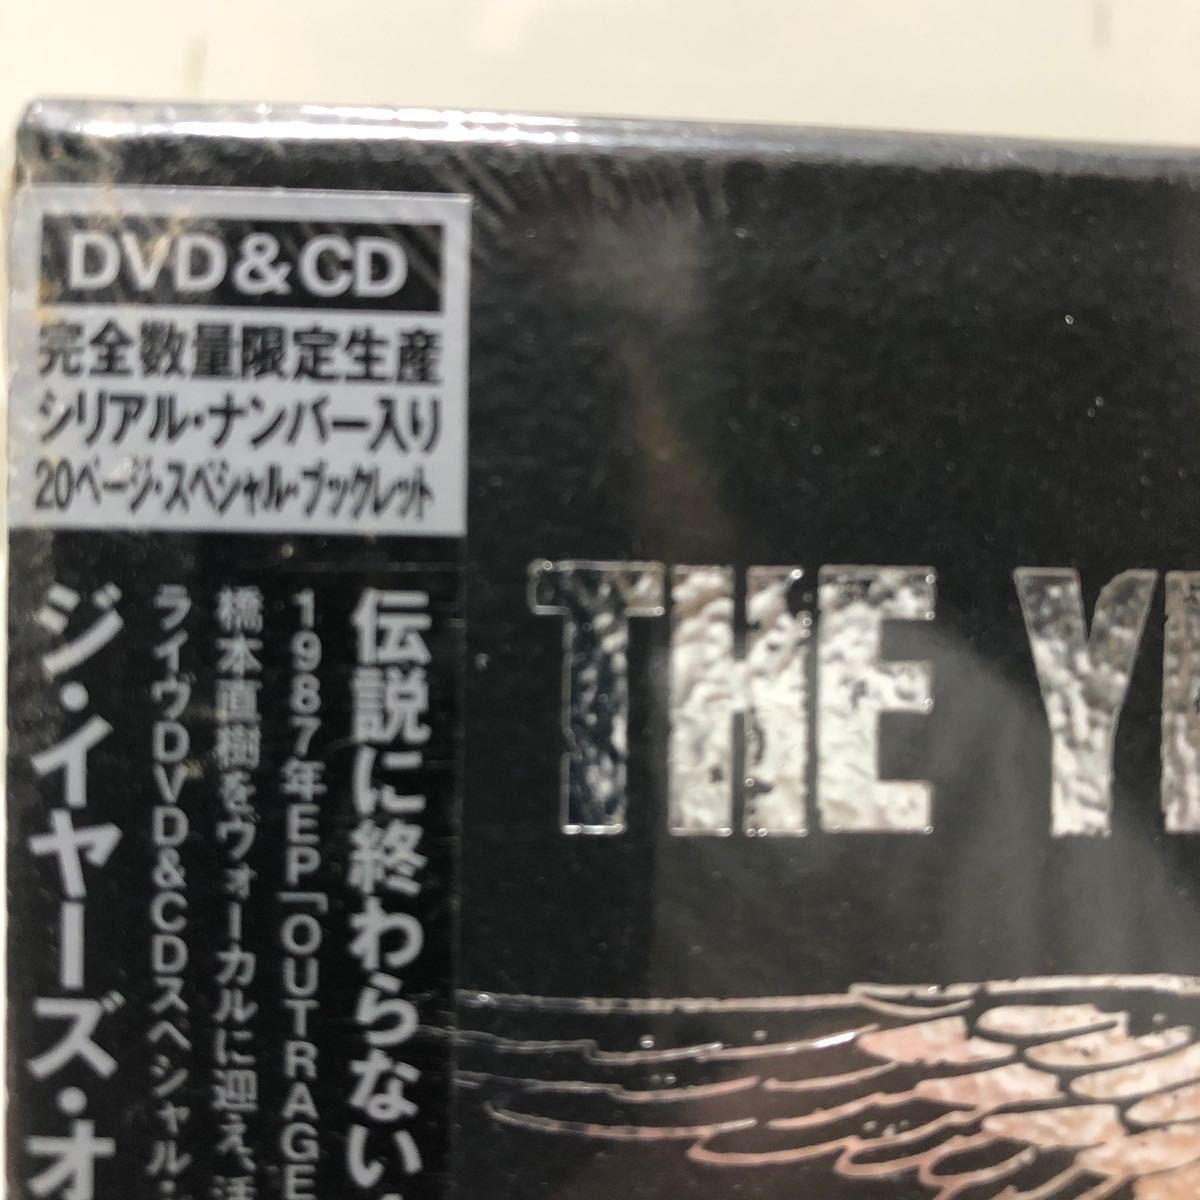 DVD&CD
完全数量限定生産
シリアル・ナンバー入り
20ページ・スペシャル・ブックレット
伝説に終わらない
1987年EP「OUTRAGE
橋本直樹をヴォーカルに迎え、
ライヴDVD&CDスペシャル・
ジ・イヤーズ・オ
THE